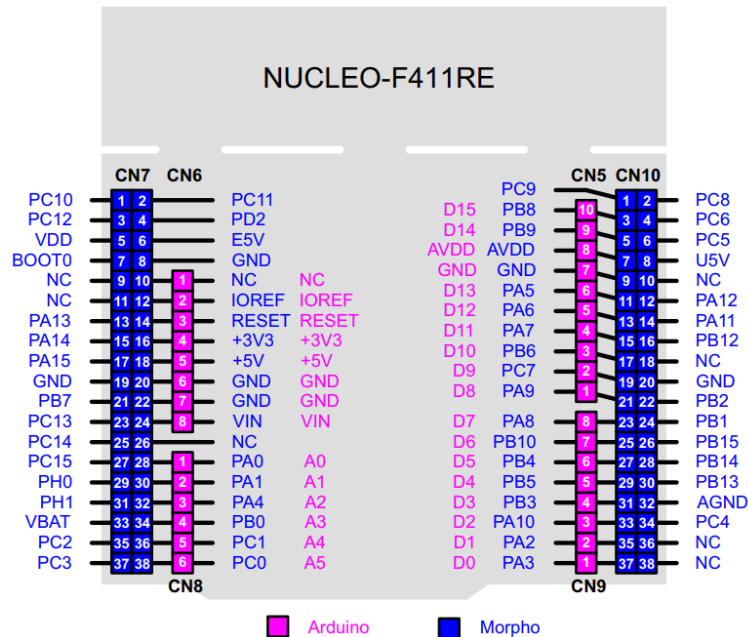 NUCLEO-F411RE
CN7 CN6 CN5 CN10
PC9
PC10 1 2 PC11 1 2 PC8
D15 PB8 10
PC12 3 4 PD2 3 4 PC6
D14 PB9 9
VDD 5 6 E5V 5 6 PC5
AVDD AVDD 8
BOOT0 7 8 GND 7 8 U5V
GND GND 7
NC 9 10 1 NC NC 9 10 NC
D13 PA5 6
NC 11 12 2 IOREF IOREF 11 12 PA12
D12 PA6 5
PA13 13 14 3 RESET RESET 13 14 PA11
D11 PA7 4
PA14 15 16 4 +3V3 +3V3 15 16 PB12
D10 PB6 3
PA15 17 18 5 +5V +5V 17 18 NC
D9 PC7 2
GND 19 20 6 GND GND 19 20 GND
D8 PA9 1
PB7 21 22 7 GND GND 21 22 PB2
PC13 23 24 8 VIN VIN D7 PA8 8 23 24 PB1
PC14 25 26 NC D6 PB10 7 25 26 PB15
PC15 27 28 1 PA0 A0 D5 PB4 6 27 28 PB14
PH0 29 30 2 PA1 A1 D4 PB5 5 29 30 PB13
PH1 31 32 3 PA4 A2 D3 PB3 4 31 32 AGND
VBAT 33 34 4 PB0 A3 D2 PA10 3 33 34 PC4
PC2 35 36 5 PC1 A4 D1 PA2 2 35 36 NC
PC3 37 38 6 PC0 A5 D0 PA3 1 37 38 NC
CN8 CN9
Arduino Morpho